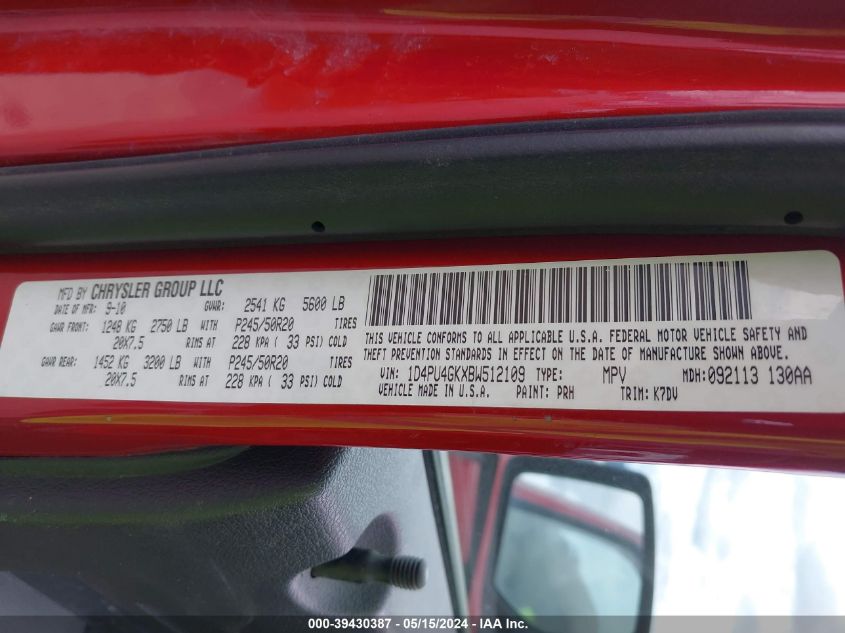 MFD BY CHRYSLER GROUP LLC
DATE OF MFR: 9-10 GVWR: 2541 KG 5600 LB
GAWR FRONT: 1248 KG 2750 LB WITH P245/50R20 TIRES
20X7.5 RIMS AT 228 KPA ( 33 PSI) COLD
GAWR REAR: 1452 KG 3200 LB WITH P245/50R20 TIRES
20X7.5 RIMS AT 228 KPA ( 33 PSI) COLD
THIS VEHICLE CONFORMS TO ALL APPLICABLE U.S.A. FEDERAL MOTOR VEHICLE SAFETY AND
THEFT PREVENTION STANDARDS IN EFFECT ON THE DATE OF MANUFACTURE SHOWN ABOVE.
VIN: 1D4PU4GKXBW512109 TYPE: MPV MDH:092113 130AA
VEHICLE MADE IN U.S.A. PAINT: PRH TRIM: K7DV
000-39430387 - 05/15/2024 - IAA Inc.